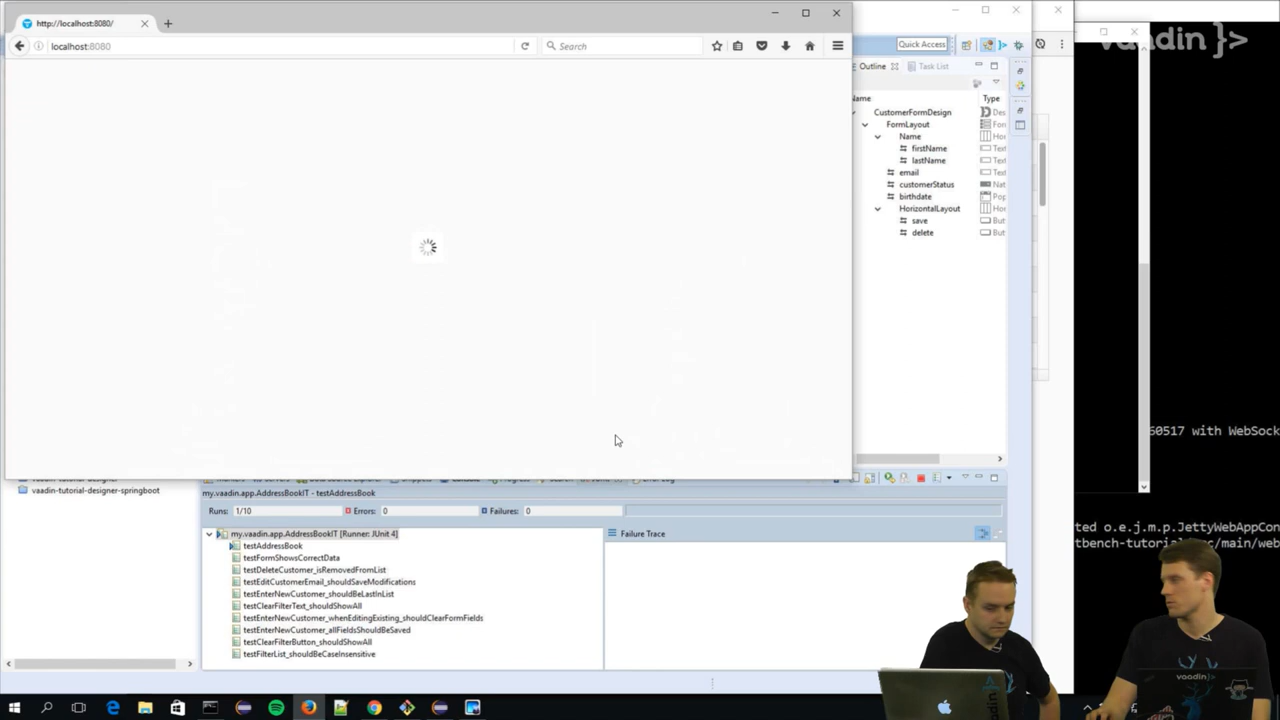 http://localhost:8080/
localhost:8080
Search
Quick Access
vaadin }>
Outline
Task List
Name
Type
CustomerFormDesign
FormLayout
Name
firstName
lastName
email
customerStatus
birthdate
HorizontalLayout
save
delete
60517 with WebSock
vaadin-tutorial-designer-springboot
my.vaadin.app.AddressBookIT - testAddressBook
Runs: 1/10
Errors: 0
Failures: 0
my.vaadin.app.AddressBookIT [Runner: JUnit 4]
Failure Trace
testAddressBook
testFormShowsCorrectData
testDeleteCustomer_isRemovedFromList
testEditCustomerEmail_shouldSaveModifications
testEnterNewCustomer_shouldBeLastInList
testClearFilterText_shouldShowAll
testEnterNewCustomer_whenEditingExisting_shouldClearFormFields
testEnterNewCustomer_allFieldsShouldBeSaved
testClearFilterButton_shouldShowAll
testFilterList_shouldBeCaseInsensitive
ted o.e.j.m.p.JettyWebAppCon
vaadin }>